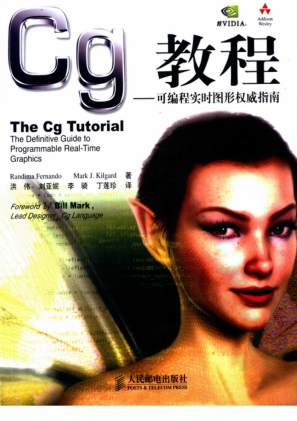 Cg
教程
NVIDIA.
Addison
Wesley
——可编程实时图形权威指南
The Cg Tutorial
The Definitive Guide to
Programmable Real-Time
Graphics
Randima Fernando Mark J. Kilgard 著
洪 伟 刘亚妮 李 骑 丁莲珍 译
Foreword by Bill Mark,
Lead Designer, Cg Language
人民邮电出版社
POSTS & TELECOM PRESS